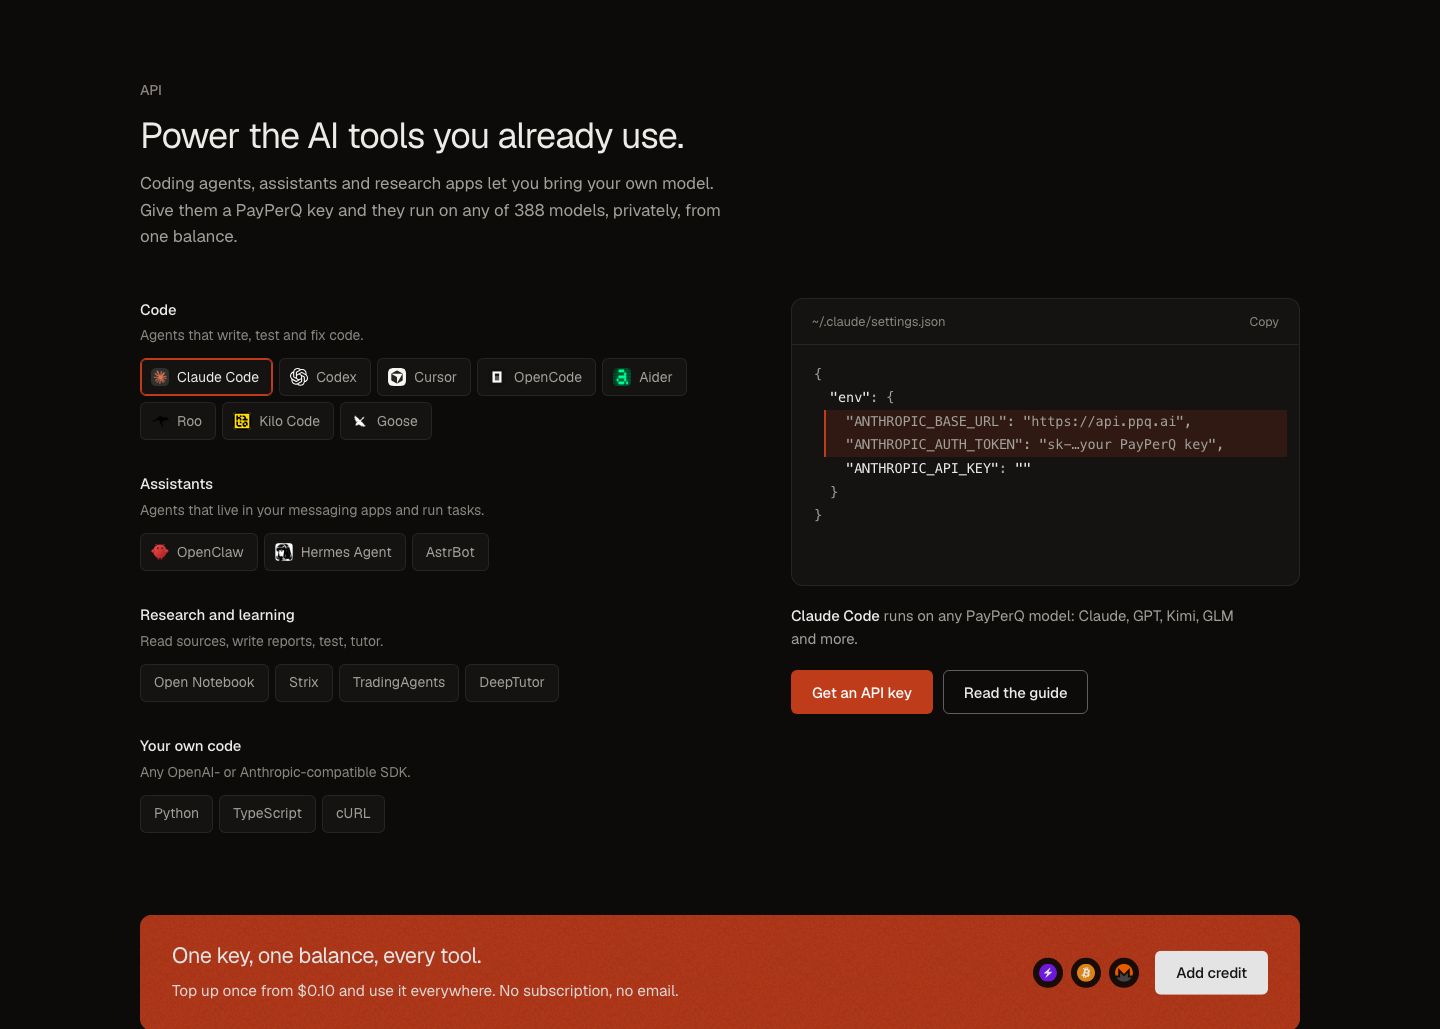 API
Power the AI tools you already use.
Coding agents, assistants and research apps let you bring your own model.
Give them a PayPerQ key and they run on any of 388 models, privately, from
one balance.
Code
Agents that write, test and fix code.
Claude Code
Codex
Cursor
OpenCode
Aider
Roo
Kilo Code
Goose
Assistants
Agents that live in your messaging apps and run tasks.
OpenClaw
Hermes Agent
AstrBot
Research and learning
Read sources, write reports, test, tutor.
Open Notebook
Strix
TradingAgents
DeepTutor
Your own code
Any OpenAI- or Anthropic-compatible SDK.
Python
TypeScript
cURL
~/.claude/settings.json
Copy
{
"env": {
"ANTHROPIC_BASE_URL": "https://api.ppq.ai",
"ANTHROPIC_AUTH_TOKEN": "sk-…your PayPerQ key",
"ANTHROPIC_API_KEY": ""
}
}
Claude Code runs on any PayPerQ model: Claude, GPT, Kimi, GLM
and more.
Get an API key
Read the guide
One key, one balance, every tool.
Top up once from $0.10 and use it everywhere. No subscription, no email.
Add credit